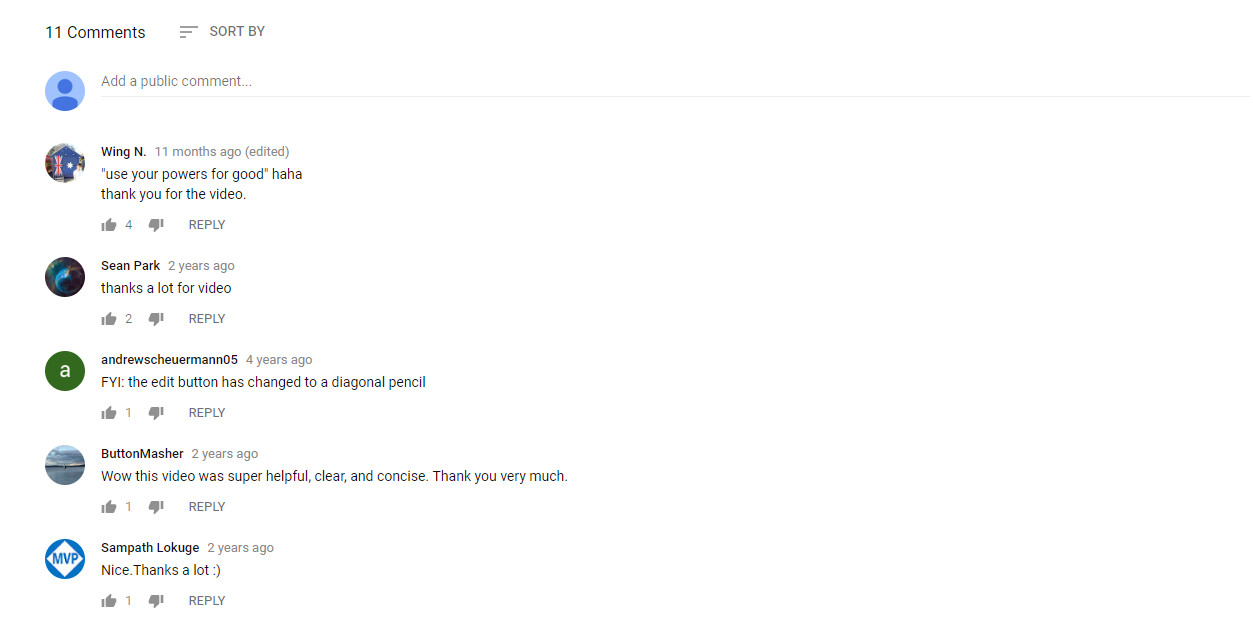 11 Comments SORT BY
Add a public comment...
Wing N. 11 months ago (edited)
"use your powers for good" haha
thank you for the video.
4 REPLY
Sean Park 2 years ago
thanks a lot for video
2 REPLY
a
andrewscheuermann05 4 years ago
FYI: the edit button has changed to a diagonal pencil
1 REPLY
ButtonMasher 2 years ago
Wow this video was super helpful, clear, and concise. Thank you very much.
1 REPLY
MVP
Sampath Lokuge 2 years ago
Nice.Thanks a lot :)
1 REPLY